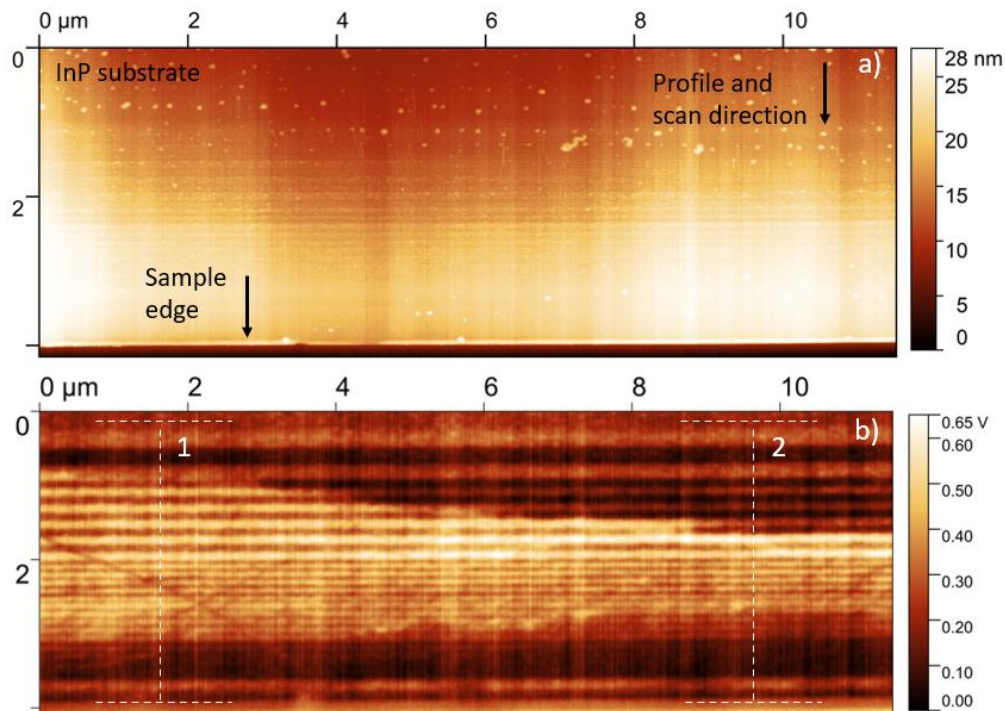 0 µm 2 4 6 8 10
0
2
InP substrate
Profile and
scan direction
a)
Sample
edge
28 nm
25
20
15
10
5
0
0 µm 2 4 6 8 10
0
2
1
2
b)
0.65 V
0.50
0.40
0.30
0.20
0.10
0.00